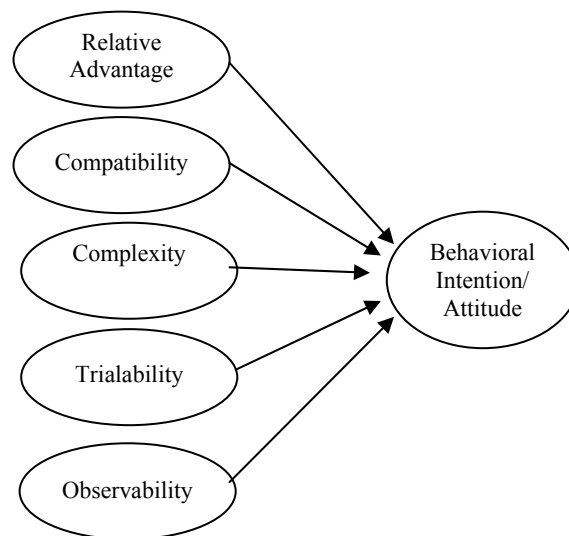 Relative
Advantage
Compatibility
Complexity
Trialability
Observability
Behavioral
Intention/
Attitude